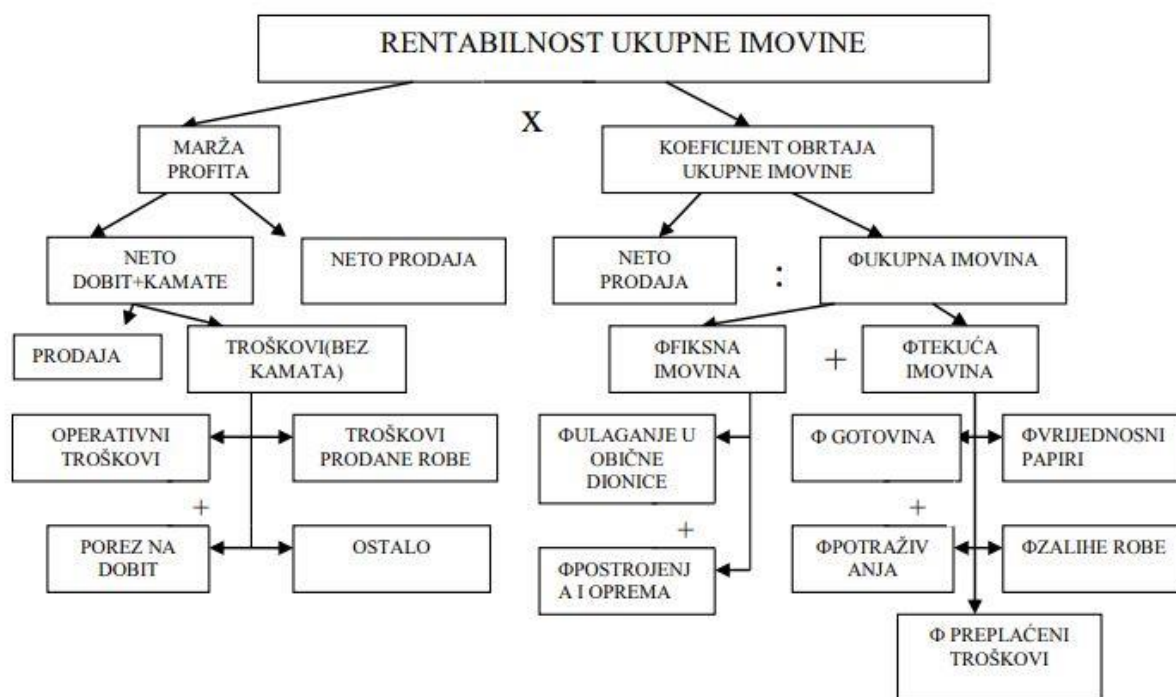 RENTABILNOST UKUPNE IMOVINE
X
MARŽA
PROFITA
KOEFICIJENT OBRTAJA
UKUPNE IMOVINE
NETO
DOBIT+KAMATE
NETO PRODAJA
NETO
PRODAJA
:
ΦUKUPNA IMOVINA
PRODAJA
TROŠKOVI(BEZ
KAMATA)
ΦFIKSNA
IMOVINA
+
ΦTEKUĆA
IMOVINA
OPERATIVNI
TROŠKOVI
TROŠKOVI
PRODANE ROBE
ΦULAGANJE U
OBIČNE
DIONICE
Φ GOTOVINA
ΦVRIJEDNOSNI
PAPIRI
+
+
+
POREZ NA
DOBIT
OSTALO
ΦPOSTROJENJ
A I OPREMA
ΦPOTRAŽIV
ANJA
ΦZALIHE ROBE
Φ PREPLAĆENI
TROŠKOVI